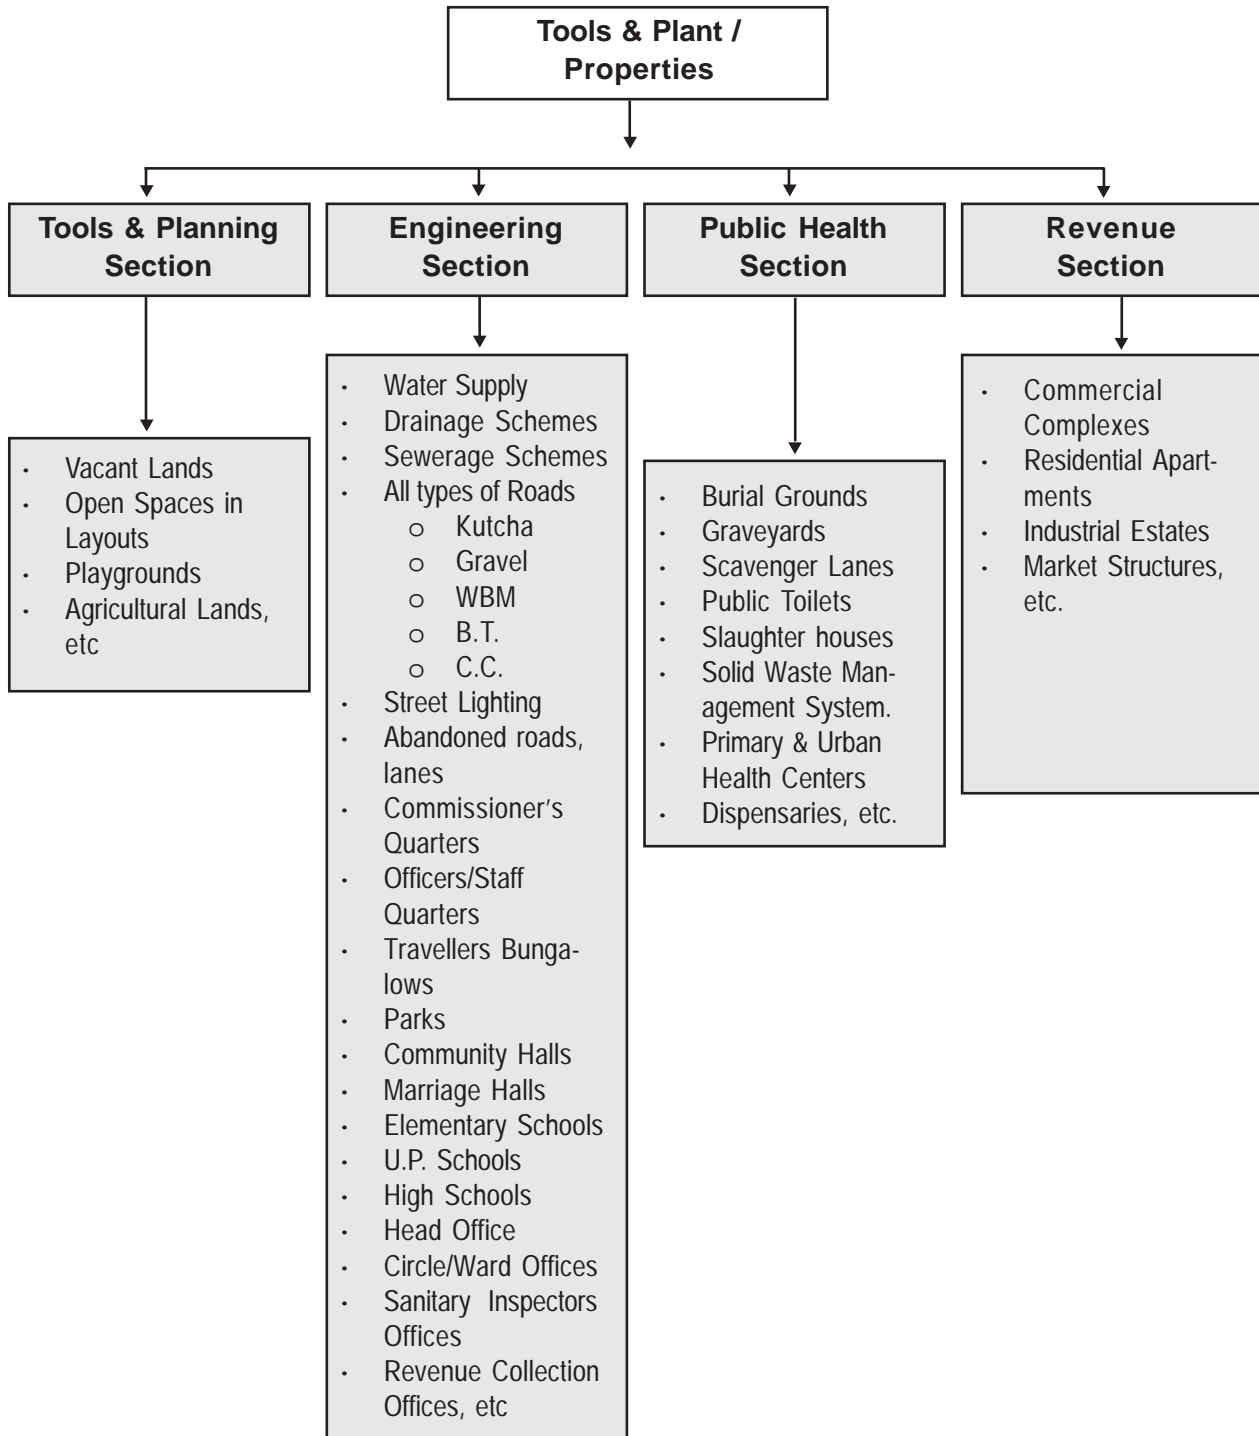 Tools & Plant /
Properties
Tools & Planning
Section
Engineering
Section
Public Health
Section
Revenue
Section
· Vacant Lands
· Open Spaces in
Layouts
· Playgrounds
· Agricultural Lands,
etc
· Water Supply
· Drainage Schemes
· Sewerage Schemes
· All types of Roads
o Kutcha
o Gravel
o WBM
o B.T.
o C.C.
· Street Lighting
· Abandoned roads,
lanes
· Commissioner's
Quarters
· Officers/Staff
Quarters
· Travellers Bunga-
lows
· Parks
· Community Halls
· Marriage Halls
· Elementary Schools
· U.P. Schools
· High Schools
· Head Office
· Circle/Ward Offices
· Sanitary Inspectors
Offices
· Revenue Collection
Offices, etc
· Burial Grounds
· Graveyards
· Scavenger Lanes
· Public Toilets
· Slaughter houses
· Solid Waste Man-
agement System.
· Primary & Urban
Health Centers
· Dispensaries, etc.
· Commercial
Complexes
· Residential Apart-
ments
· Industrial Estates
· Market Structures,
etc.